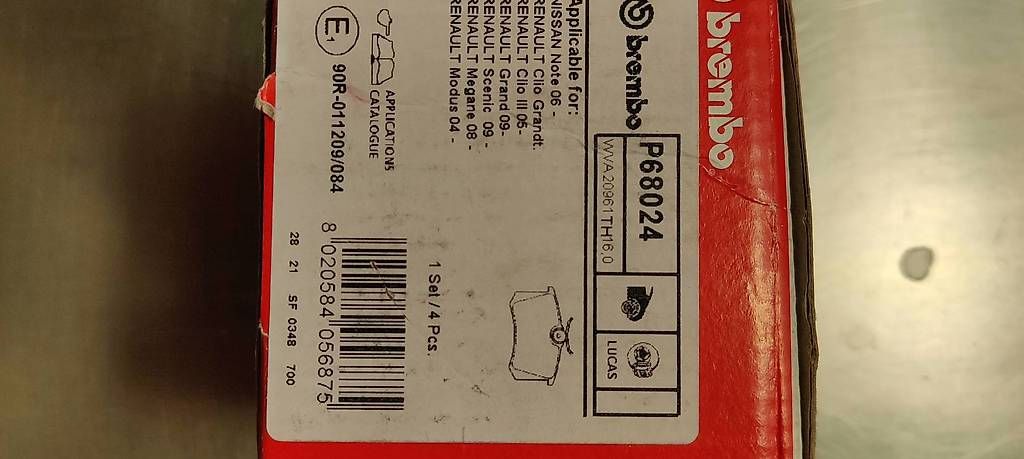 brembo
brembo
P68024
WVA 20961 TH16.0
LUCAS
Applicable for:
NISSAN Note 06 -
RENAULT Clio Grandt.
RENAULT Clio III 05-
RENAULT Grand 09-
RENAULT Scenic 09 -
RENAULT Megane 08 -
RENAULT Modus 04 -
1 Set / 4 Pcs.
APPLICATIONS
CATALOGUE
E1
90R-011209/084
8 020584 056875
28 21 SF 0348 700